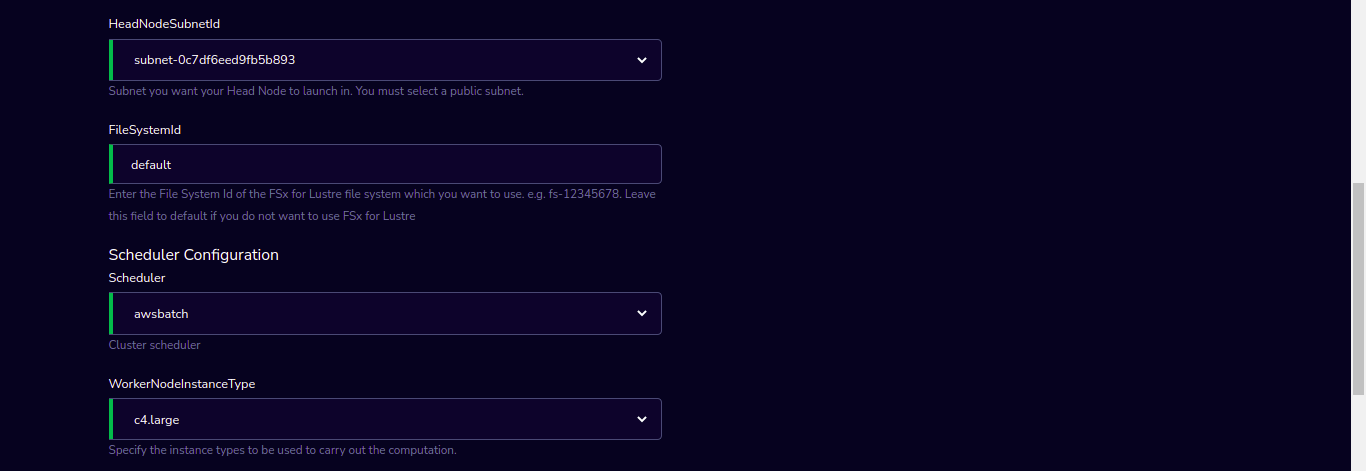 HeadNodeSubnetId
subnet-0c7df6eed9fb5b893
Subnet you want your Head Node to launch in. You must select a public subnet.
FileSystemId
default
Enter the File System Id of the FSx for Lustre file system which you want to use. e.g. fs-12345678. Leave
this field to default if you do not want to use FSx for Lustre
Scheduler Configuration
Scheduler
awsbatch
Cluster scheduler
WorkerNodeInstanceType
c4.large
Specify the instance types to be used to carry out the computation.